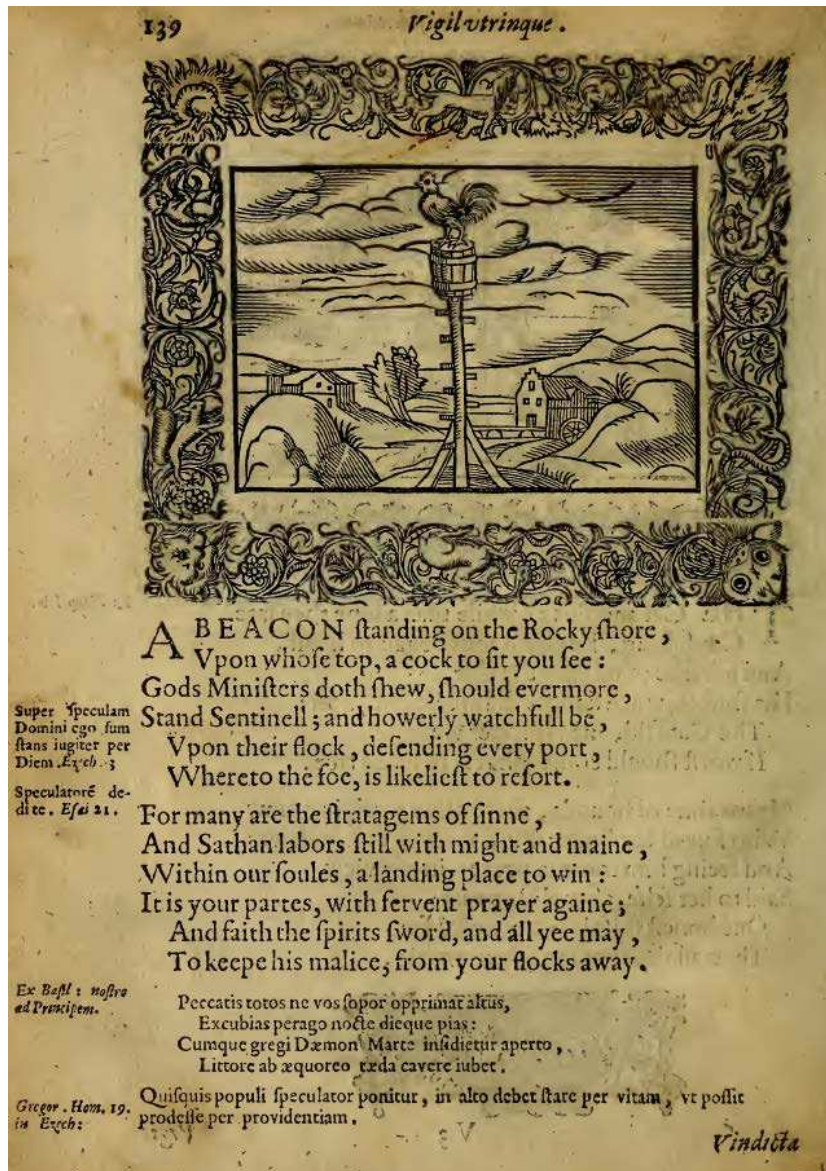 139
Vigil vtrinque.
A BEACON ſtanding on the Rocky ſhore,
Vpon whoſe top, a cock to ſit you ſee:
Gods Miniſters doth ſhew, ſhould evermore,
Stand Sentinell; and howerly watchfull be,
Vpon their flock, defending every port,
Whereto the foe, is likelieſt to reſort.
Super ſpeculam
Domini ego ſum
ſtans iugiter per
Diem. Ezech. 3
Speculatorē de-
dite. Eſai 21.
For many are the ſtratagems of ſinne,
And Sathan labors ſtill with might and maine,
Within our ſoules, a landing place to win:
It is your partes, with fervent prayer againe;
And faith the ſpirits ſword, and all yee may,
To keepe his malice, from your flocks away.
Ex Baſil: noſtro
ad Principem.
Peccatis totos ne vos ſopor opprimat altus,
Excubias perago nocte dieque pias:
Cumque gregi Dæmon Marte inſidietur aperto,
Littore ab æquoreo tæda cavere iubet.
Gregor. Hom. 19.
in Ezech:
Quiſquis populi ſpeculator ponitur, in alto debet ſtare per vitam, vt poſſit
prodeſſe per providentiam.
Vindicta